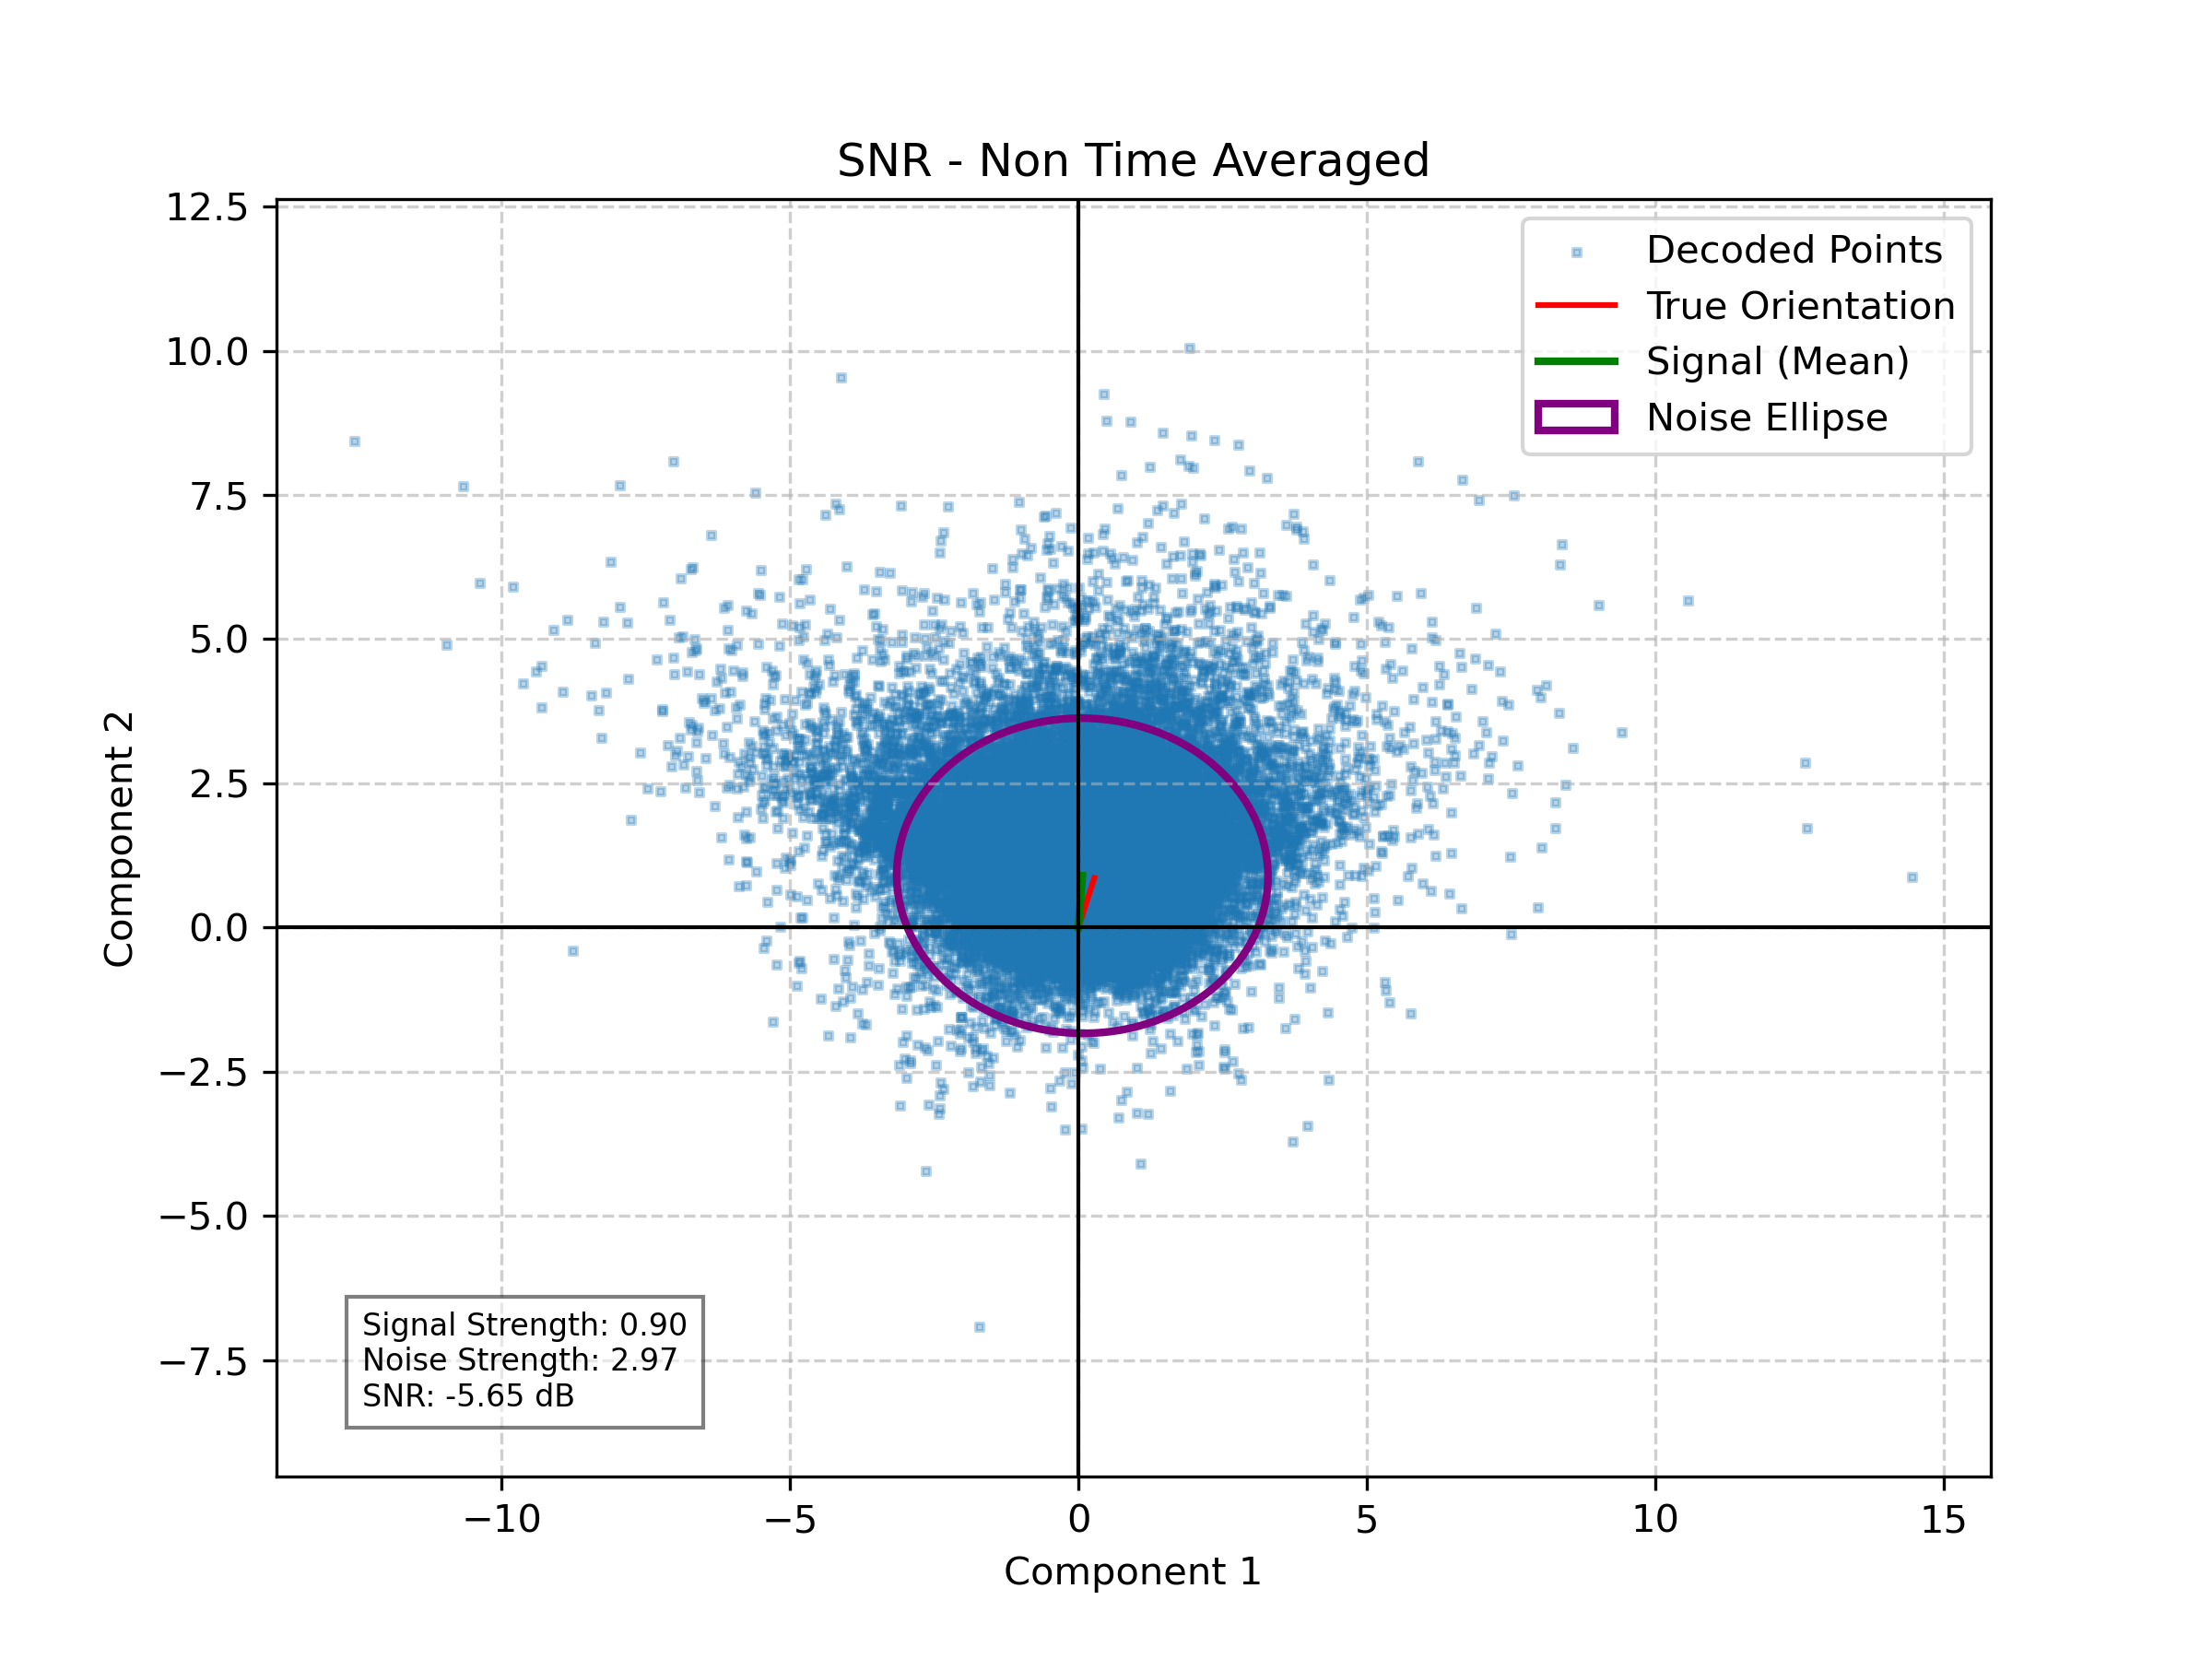 SNR - Non Time Averaged
12.5
10.0
7.5
5.0
2.5
0.0
−2.5
−5.0
−7.5
Component 2
Decoded Points
True Orientation
Signal (Mean)
Noise Ellipse
Signal Strength: 0.90
Noise Strength: 2.97
SNR: -5.65 dB
−10
−5
0
5
10
15
Component 1